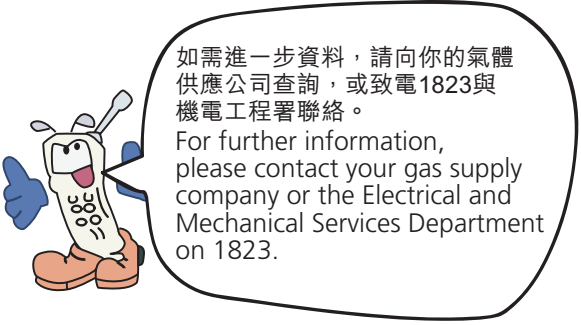 如需進一步資料，請向你的氣體
供應公司查詢，或致電1823與
機電工程署聯絡。
For further information,
please contact your gas supply
company or the Electrical and
Mechanical Services Department
on 1823.